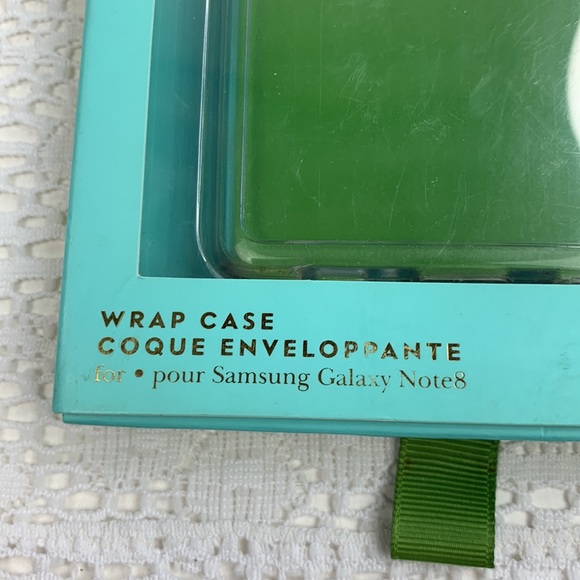 WRAP CASE
COQUE ENVELOPPANTE
for • pour Samsung Galaxy Note8